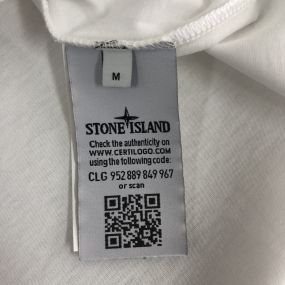 M
STONE ISLAND
Check the authenticity on
WWW.CERTILOGO.COM
using the following code:
CLG 952 889 849 967
or scan